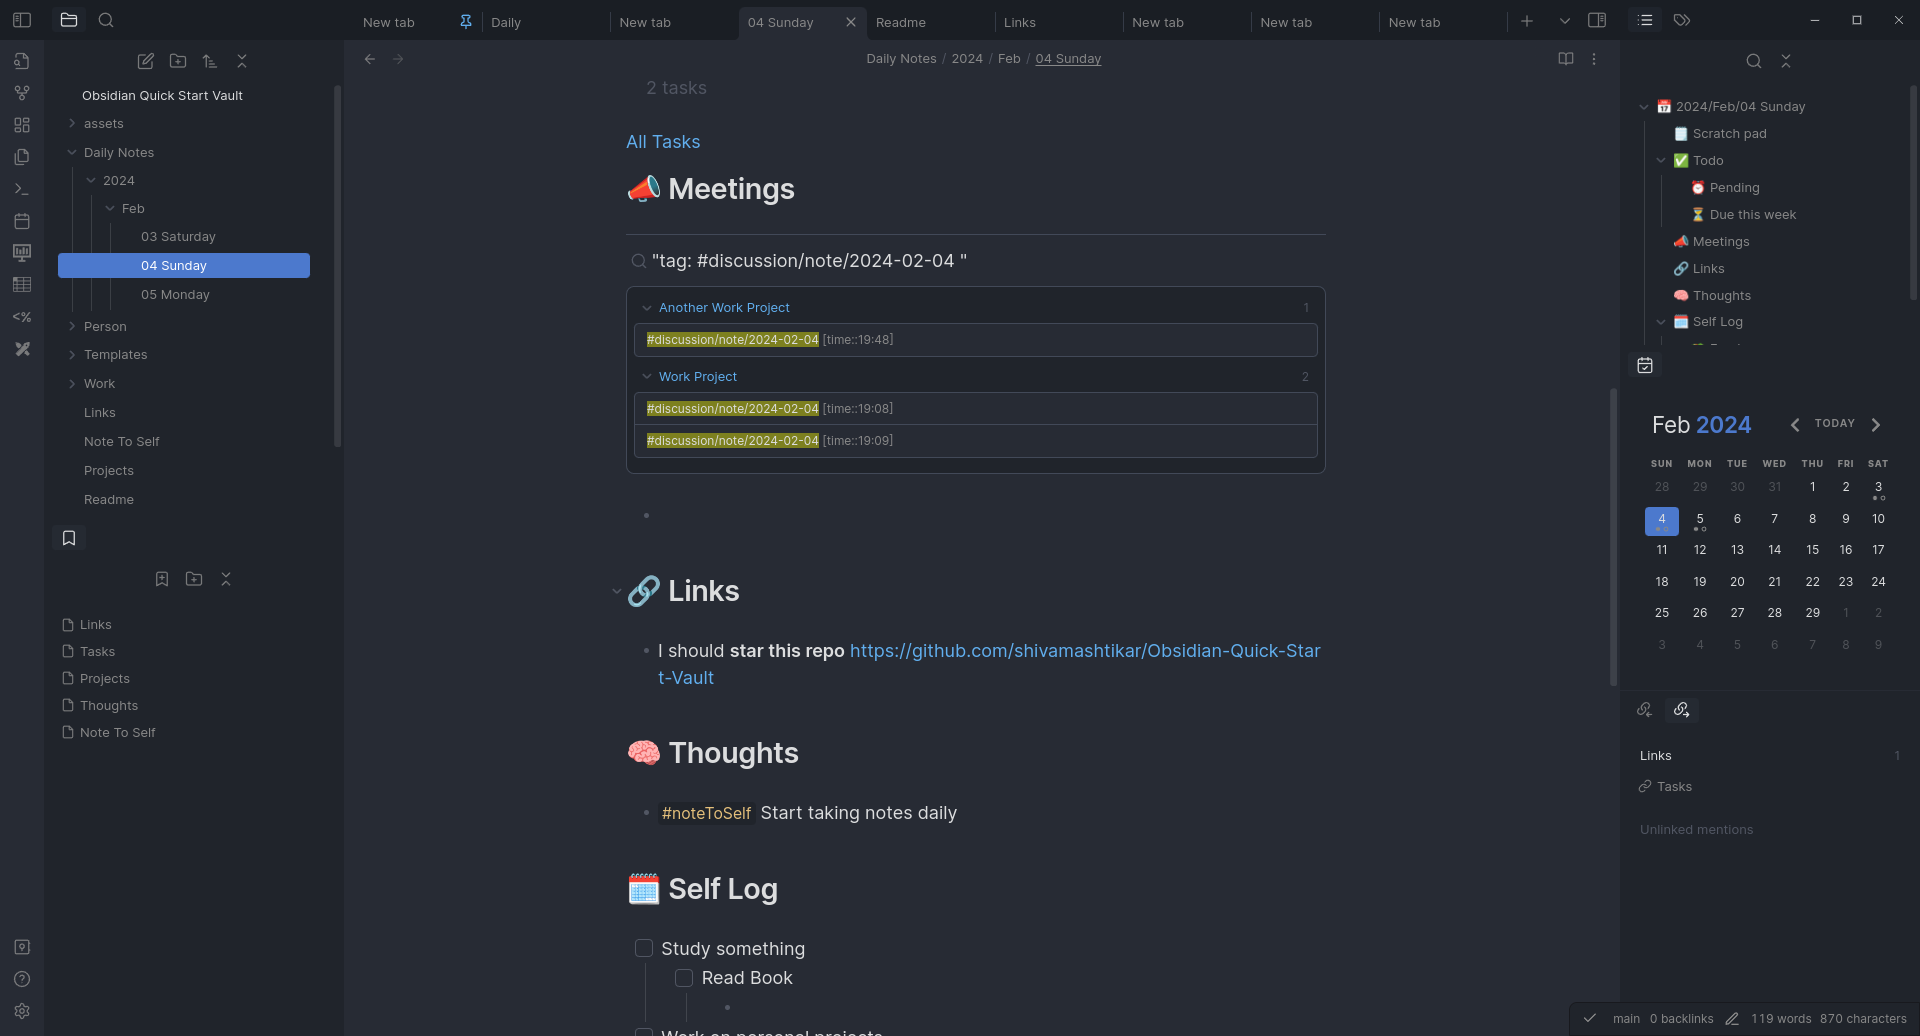 New tab
Daily
New tab
04 Sunday
Readme
Links
New tab
New tab
New tab
Obsidian Quick Start Vault
assets
Daily Notes
2024
Feb
03 Saturday
04 Sunday
05 Monday
Person
Templates
Work
Links
Note To Self
Projects
Readme
Links
Tasks
Projects
Thoughts
Note To Self
Daily Notes / 2024 / Feb / 04 Sunday
2 tasks
All Tasks
📣 Meetings
"tag: #discussion/note/2024-02-04 "
Another Work Project 1
#discussion/note/2024-02-04 [time::19:48]
Work Project 2
#discussion/note/2024-02-04 [time::19:08]
#discussion/note/2024-02-04 [time::19:09]
🔗 Links
I should star this repo https://github.com/shivamashtikar/Obsidian-Quick-Star
t-Vault
🧠 Thoughts
#noteToSelf Start taking notes daily
🗓️ Self Log
Study something
Read Book
Work on personal projects
2024/Feb/04 Sunday
Scratch pad
Todo
Pending
Due this week
Meetings
Links
Thoughts
Self Log
Feb 2024
TODAY
SUN MON TUE WED THU FRI SAT
28 29 30 31 1 2 3
4 5 6 7 8 9 10
11 12 13 14 15 16 17
18 19 20 21 22 23 24
25 26 27 28 29 1 2
3 4 5 6 7 8 9
Links 1
Tasks
Unlinked mentions
main 0 backlinks 119 words 870 characters